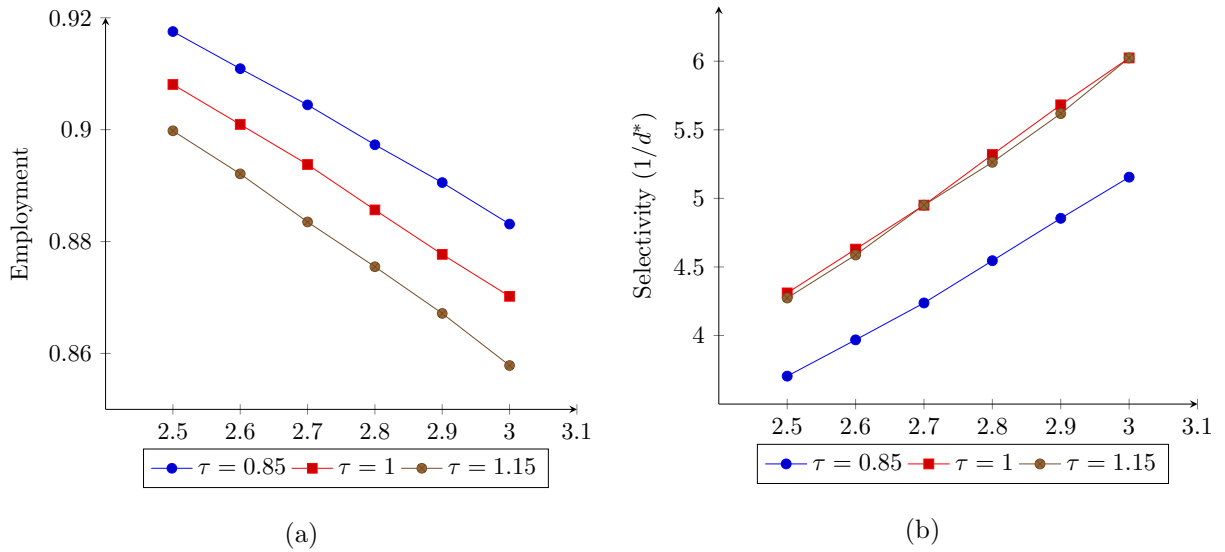 0.92
0.9
0.88
0.86
Employment
2.5 2.6 2.7 2.8 2.9 3 3.1
τ = 0.85 τ = 1 τ = 1.15
(a)
6
5.5
5
4.5
4
Selectivity (1/d*)
2.5 2.6 2.7 2.8 2.9 3 3.1
τ = 0.85 τ = 1 τ = 1.15
(b)